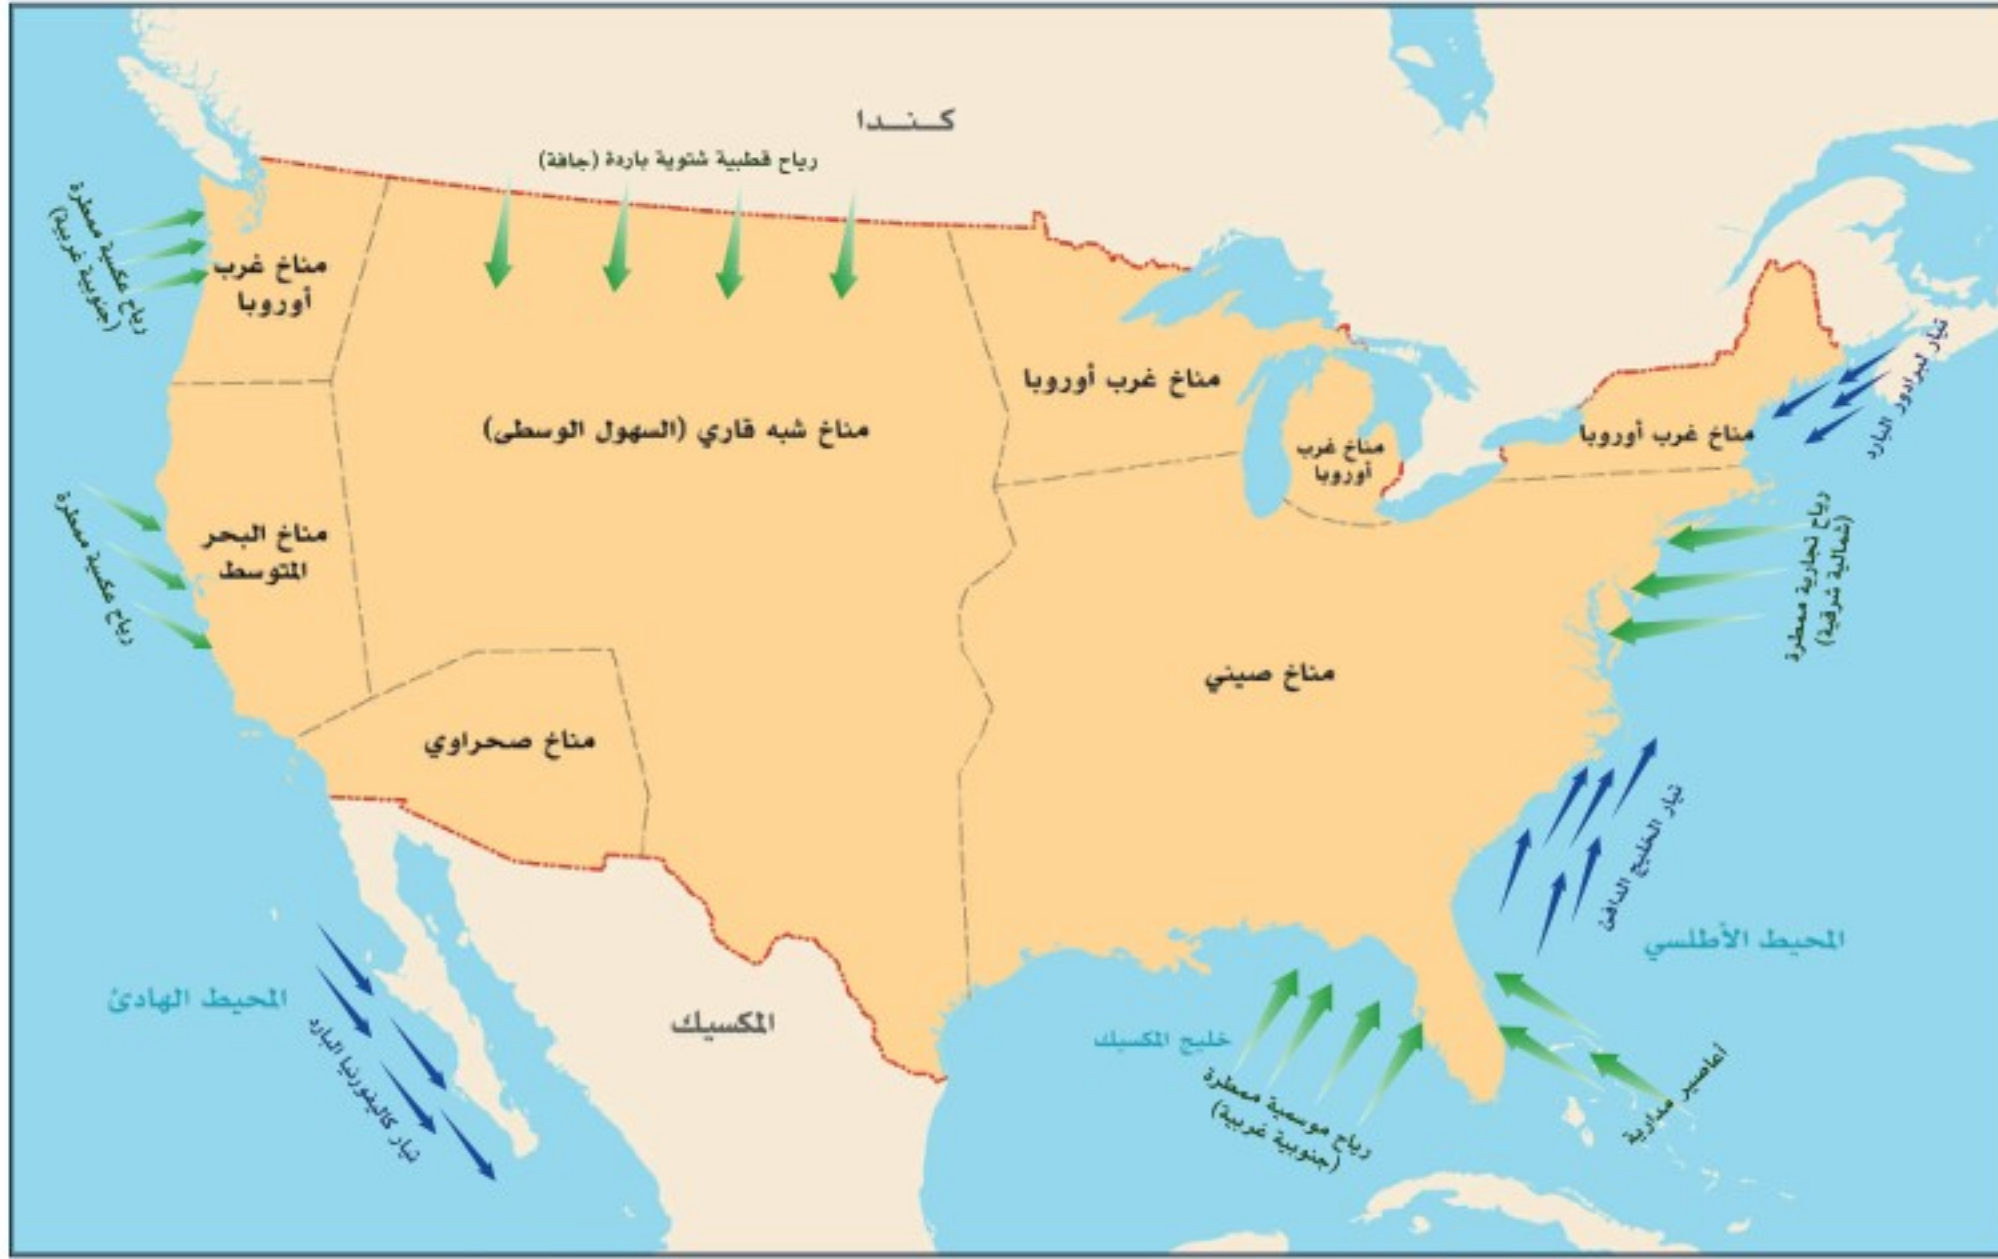 كـنـدا
رياح قطبية شتوية باردة (جافة)
رياح عكسية ممطرة
(جنوبية غربية)
مناخ غرب
أوروبا
مناخ غرب أوروبا
مناخ شبه قاري (السهول الوسطى)
مناخ غرب
أوروبا
مناخ غرب أوروبا
تيار لبرادور البارد
رياح عكسية ممطرة
مناخ البحر
المتوسط
رياح تجارية ممطرة
(شمالية شرقية)
مناخ صيني
مناخ صحراوي
تيار الخليج الدافئ
المحيط الأطلسي
المحيط الهادئ
تيار كاليفورنيا البارد
المكسيك
خليج المكسيك
رياح موسمية ممطرة
(جنوبية غربية)
أعاصير مدارية